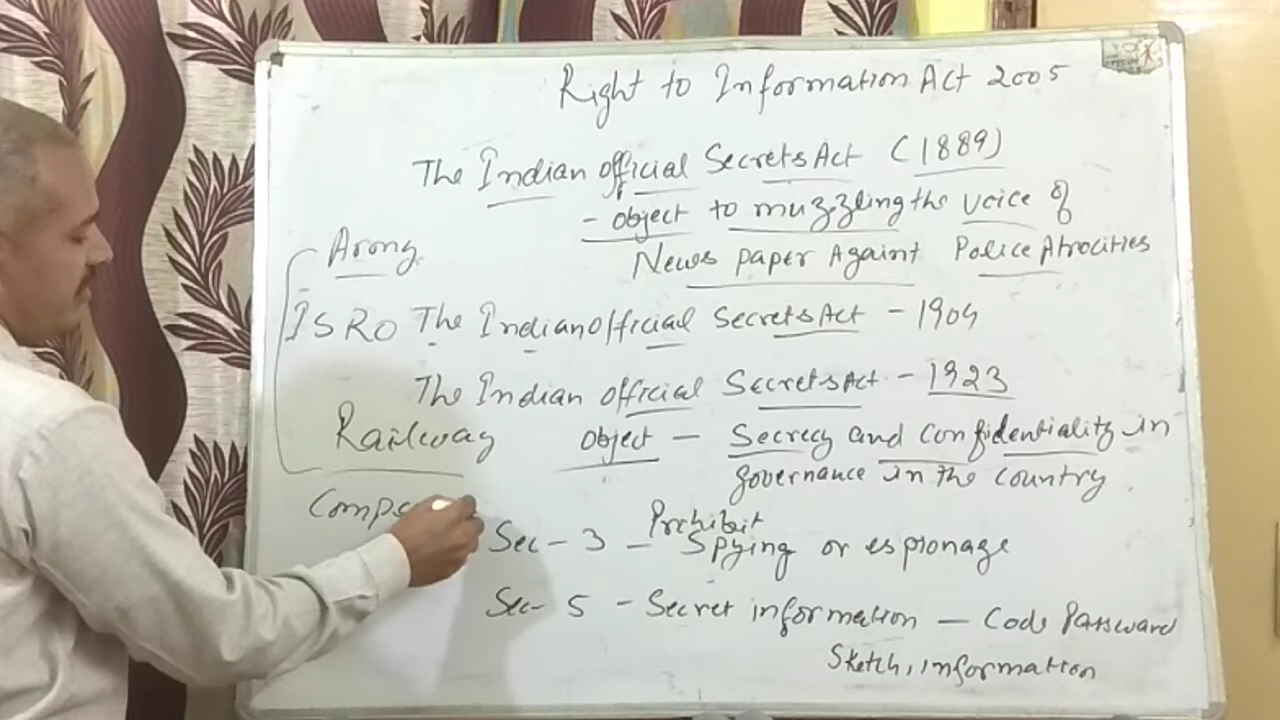 Right to Information Act 2005
The Indian official Secrets Act (1889)
- object to muzzling the voice of
News paper Against Police Atrocities
Arong
ISRO
The Indian official Secrets Act - 1904
The Indian official Secrets Act - 1923
Railway
object - Secrecy and Confidentiality in
governance in the country
Prohibit
Sec - 3 - Spying or espionage
Sec - 5 - Secret information - Code Password
Sketch, information